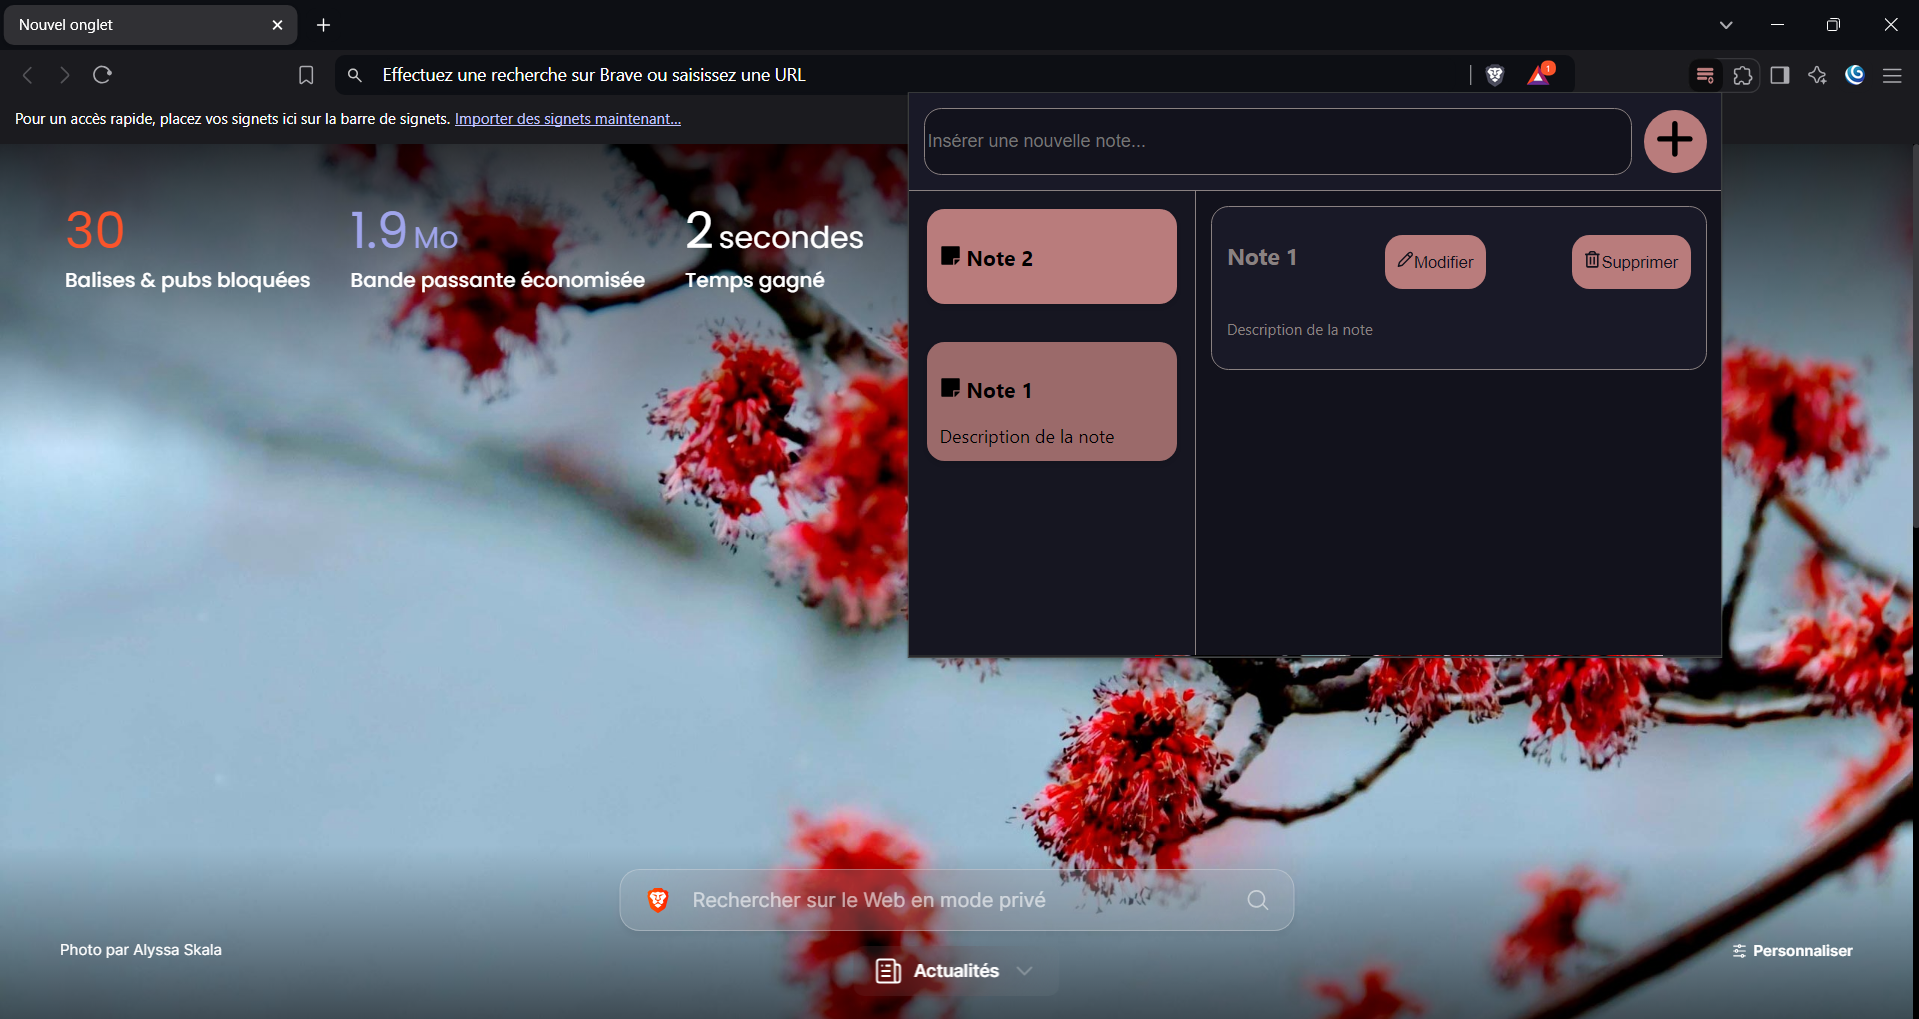 Nouvel onglet
Effectuez une recherche sur Brave ou saisissez une URL
1
Pour un accès rapide, placez vos signets ici sur la barre de signets. Importer des signets maintenant...
Insérer une nouvelle note...
30
Balises & pubs bloquées
1.9 Mo
Bande passante économisée
2 secondes
Temps gagné
Note 2
Note 1
Description de la note
Note 1
Modifier
Supprimer
Description de la note
Rechercher sur le Web en mode privé
Photo par Alyssa Skala
Personnaliser
Actualités